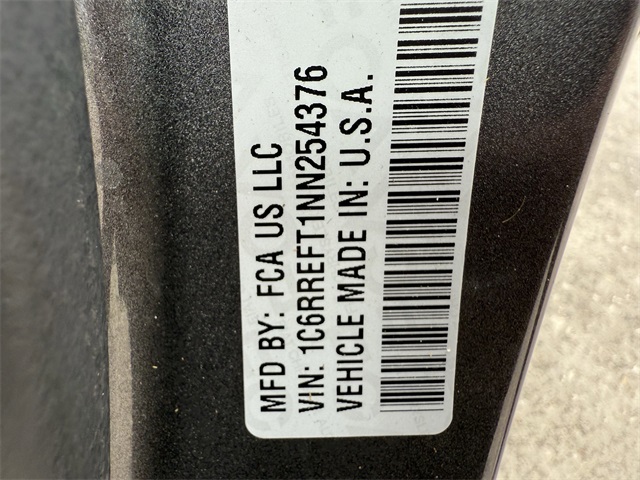 MFD BY: FCA US LLC
VIN: 1C6RREFT1NN254376
VEHICLE MADE IN: U.S.A.